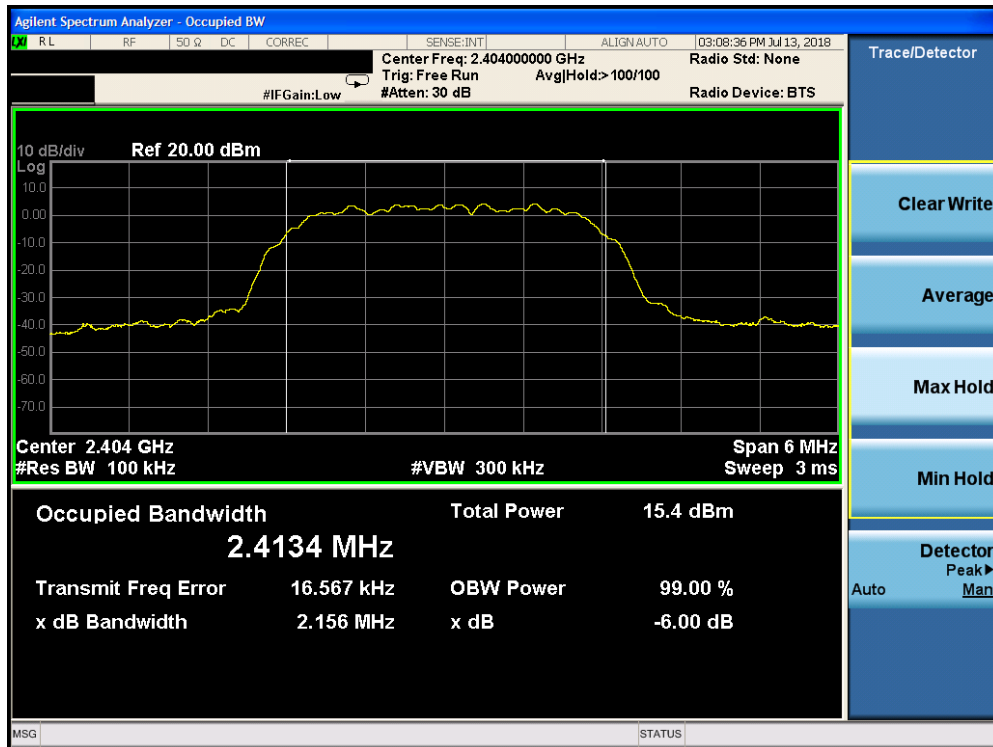 Agilent Spectrum Analyzer - Occupied BW
LXI RL RF 50 Ω DC CORREC SENSE:INT ALIGN AUTO 03:08:36 PM Jul 13, 2018
Center Freq: 2.404000000 GHz Radio Std: None
Trig: Free Run Avg|Hold:> 100/100
#IFGain:Low #Atten: 30 dB Radio Device: BTS
Trace/Detector
10 dB/div Ref 20.00 dBm
Log
10.0
0.00
-10.0
-20.0
-30.0
-40.0
-50.0
-60.0
-70.0
Center 2.404 GHz Span 6 MHz
#Res BW 100 kHz #VBW 300 kHz Sweep 3 ms
Occupied Bandwidth Total Power 15.4 dBm
2.4134 MHz
Transmit Freq Error 16.567 kHz OBW Power 99.00 %
x dB Bandwidth 2.156 MHz x dB -6.00 dB
Clear Write
Average
Max Hold
Min Hold
Detector
Peak▶
Auto Man
MSG STATUS